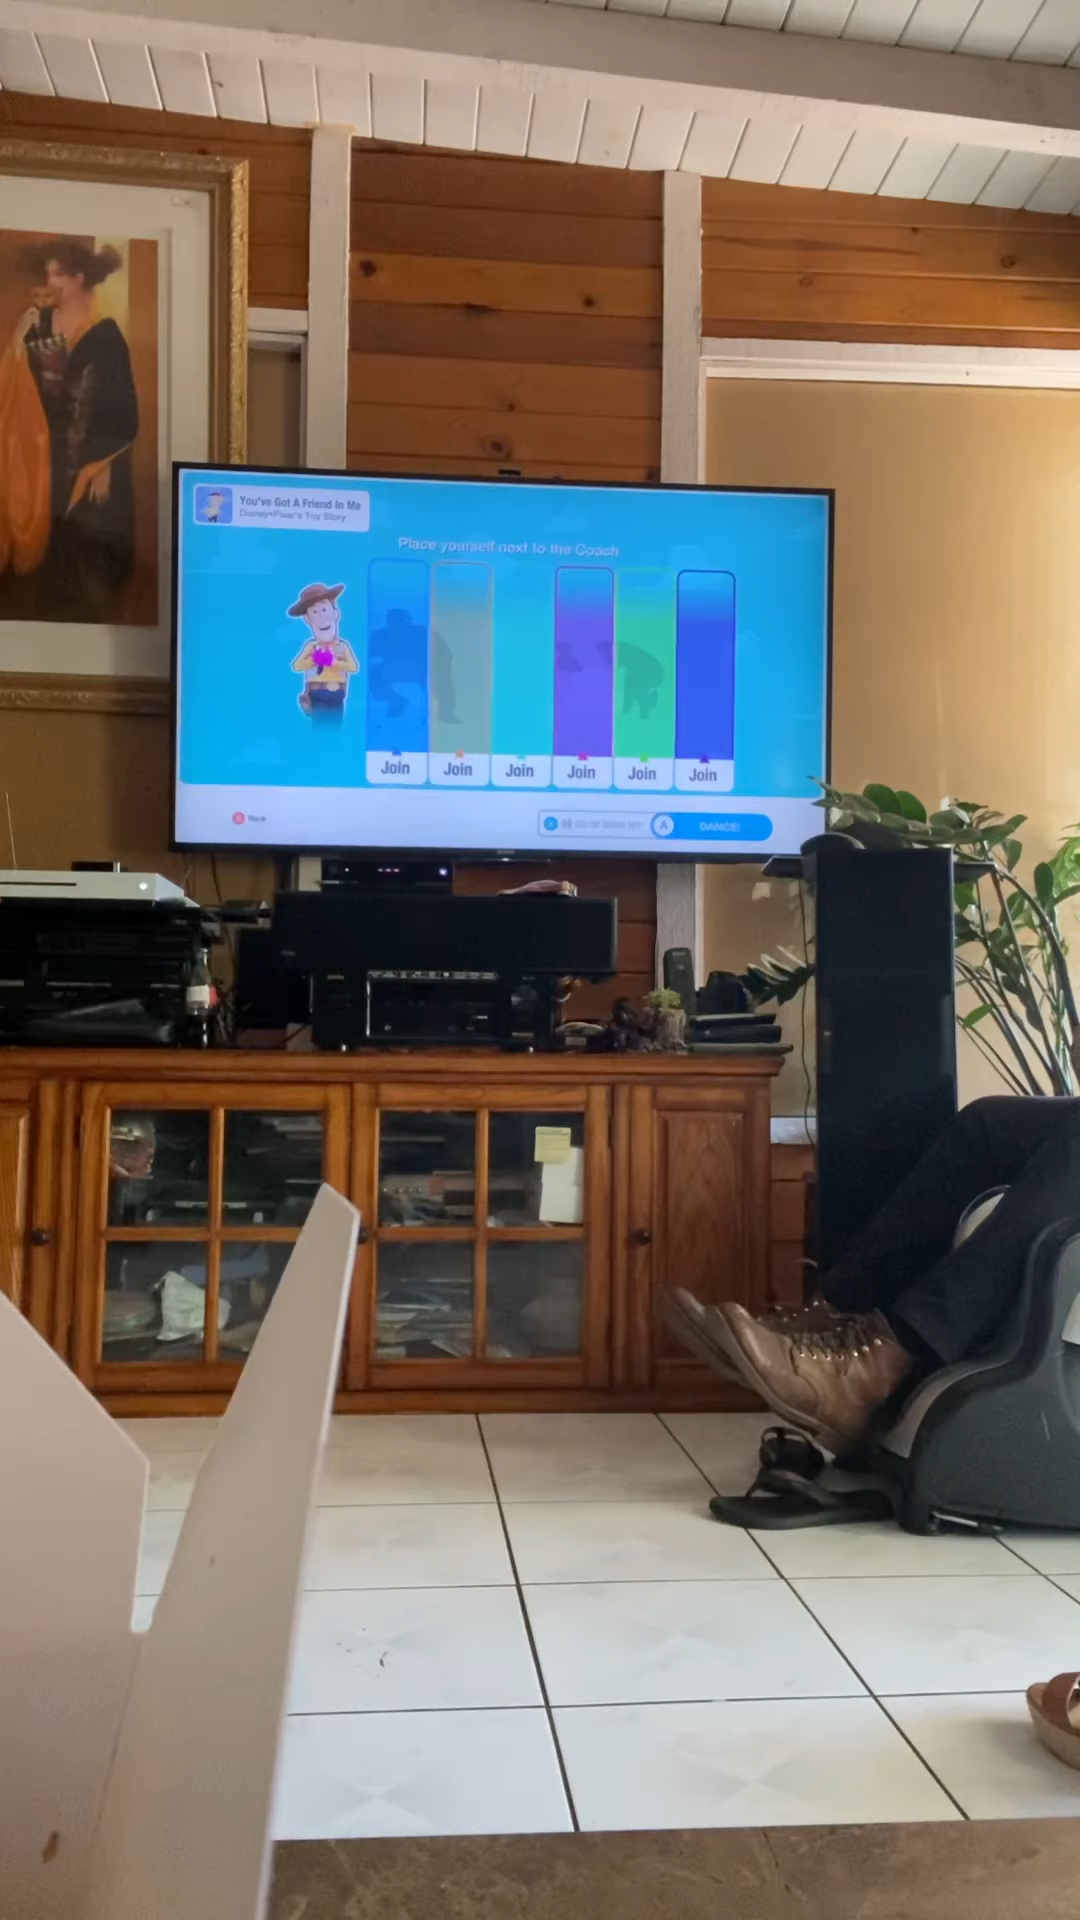 You've Got A Friend In Me
Disney•Pixar's Toy Story
Place yourself next to the Coach
Join
Join
Join
Join
Join
Join
Back
A
DANCE!